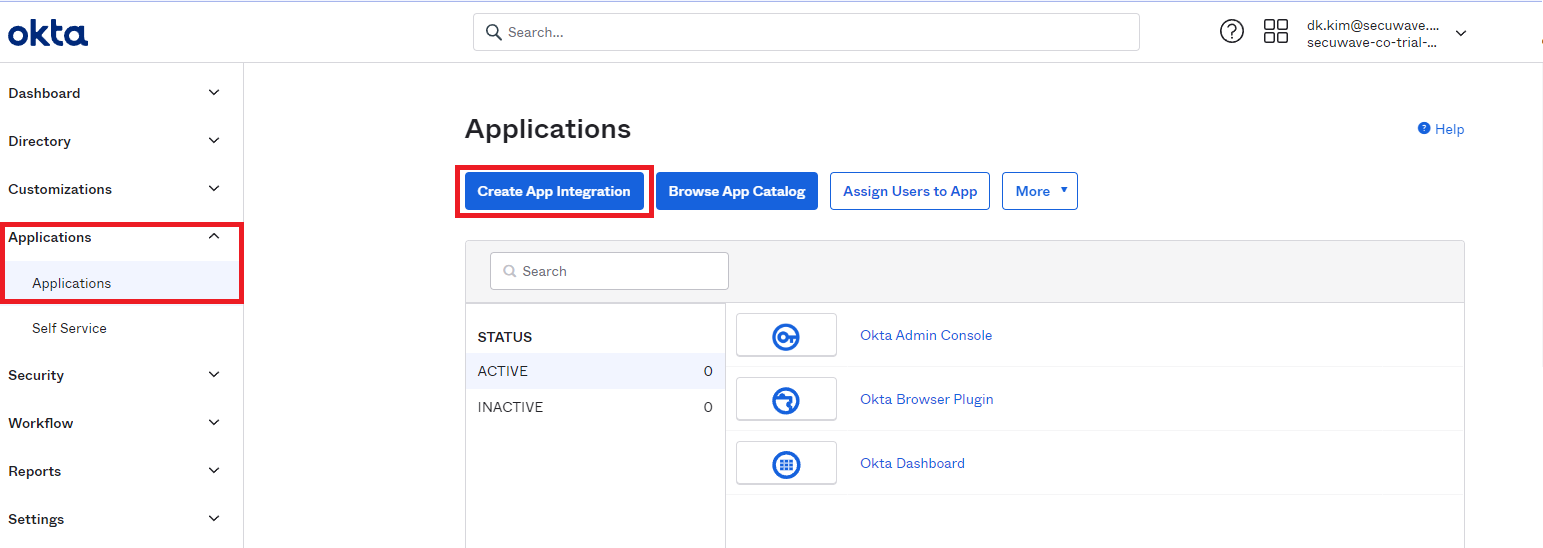 okta
Search...
dk.kim@secuwave....
secuwave-co-trial-...
Dashboard
Directory
Customizations
Applications
Applications
Self Service
Security
Workflow
Reports
Settings
Applications
Help
Create App Integration
Browse App Catalog
Assign Users to App
More
Search
STATUS
ACTIVE 0
INACTIVE 0
Okta Admin Console
Okta Browser Plugin
Okta Dashboard